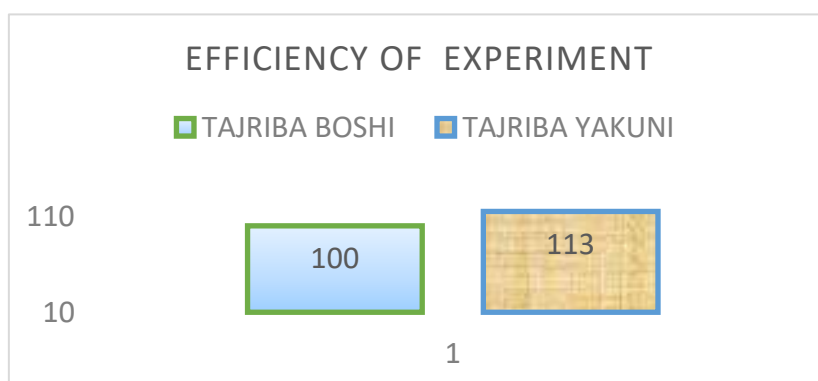 EFFICIENCY OF EXPERIMENT
TAJRIBA BOSHI TAJRIBA YAKUNI
110
100 113
10
1